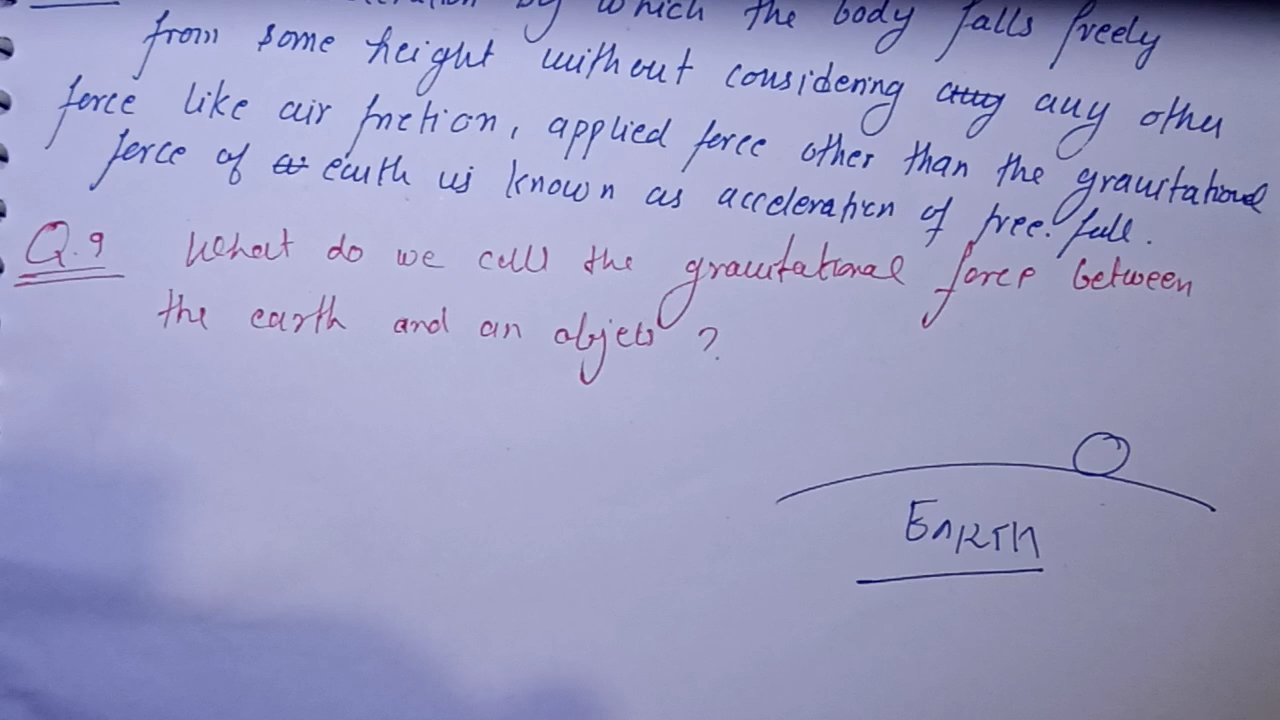 by which the body falls freely
from some height without considering any other
force like air friction, applied force other than the gravitational
force of earth is known as acceleration of free fall.
Q.9 What do we call the gravitational force between
the earth and an object ?
EARTH